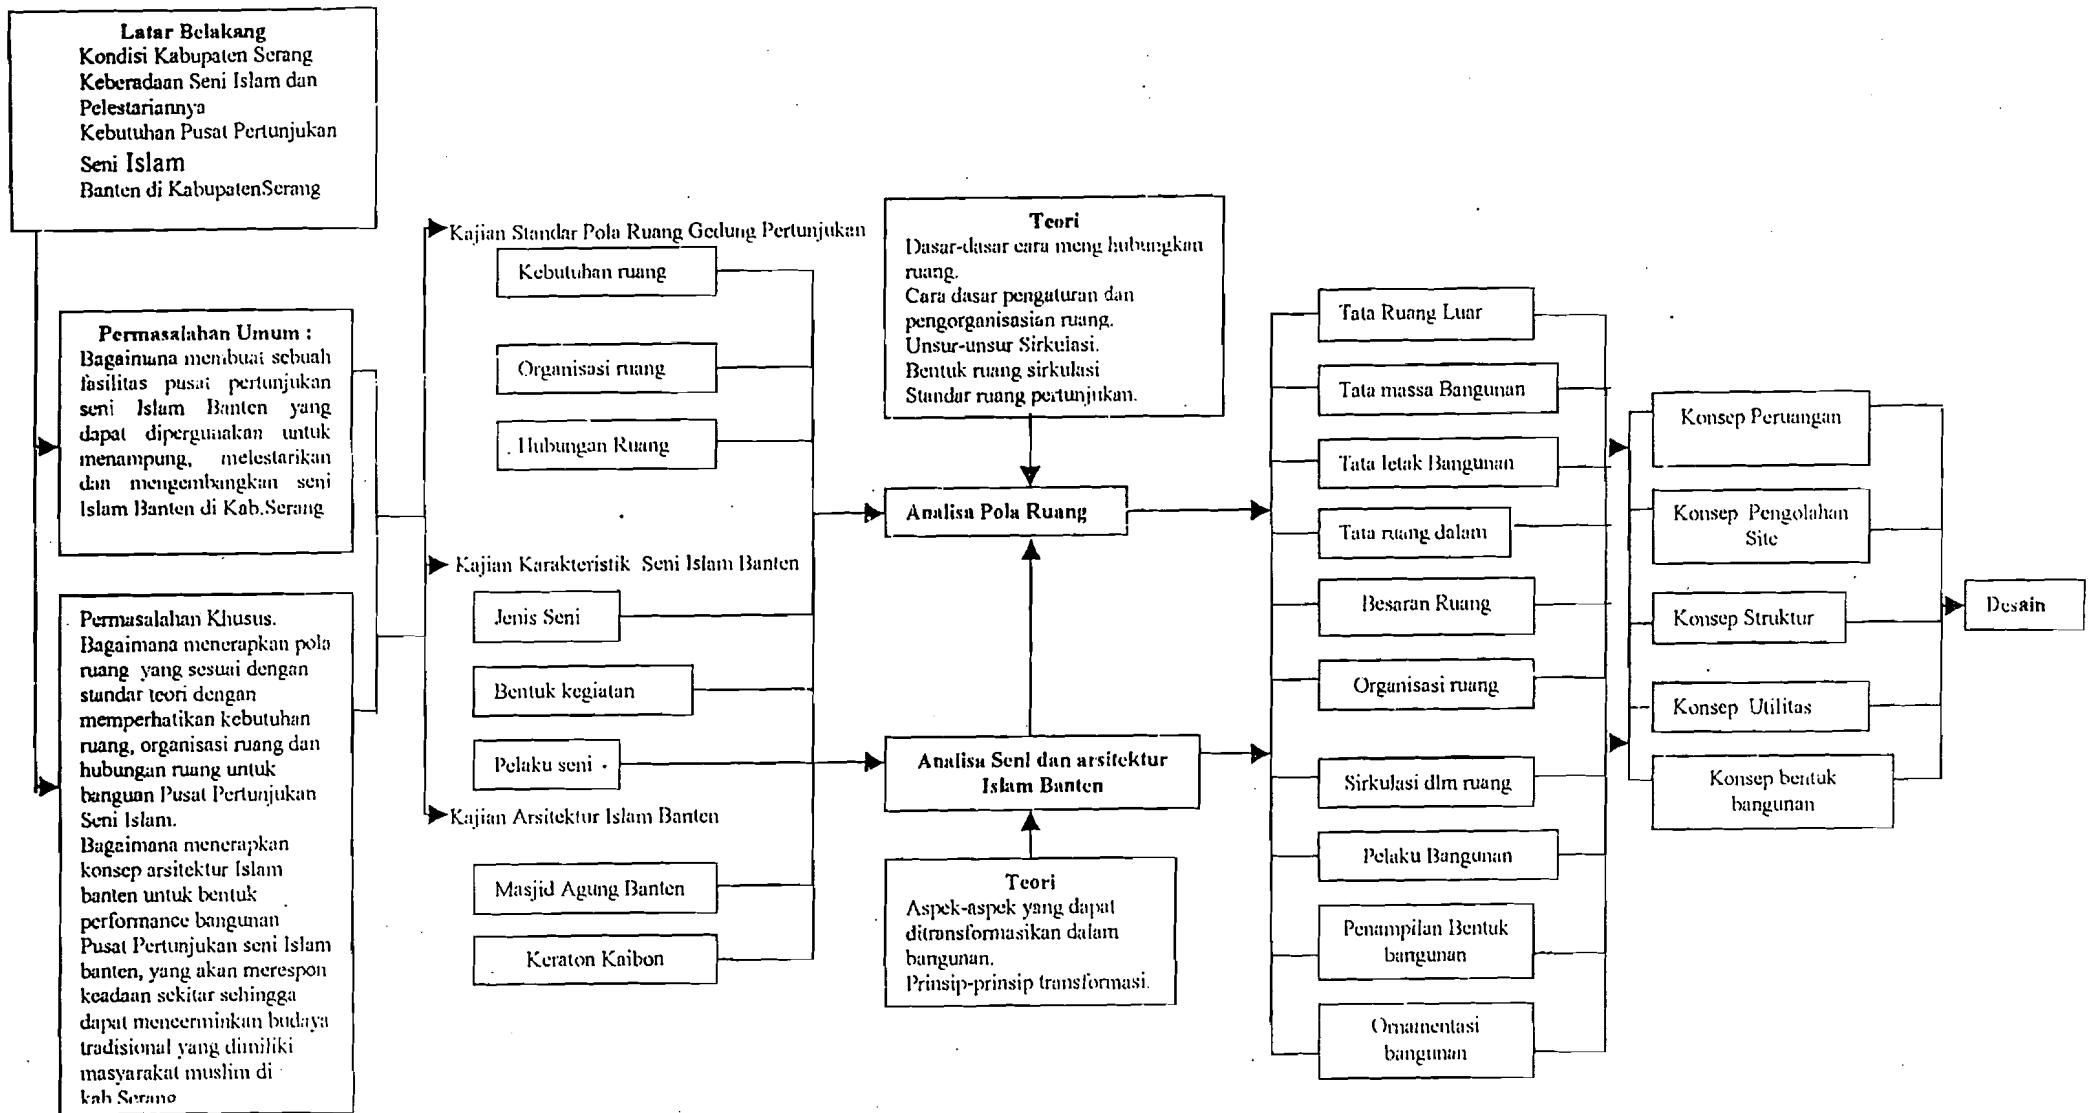 Latar Belakang
Kondisi Kabupaten Serang
Keberadaan Seni Islam dan
Pelestariannya
Kebutuhan Pusat Pertunjukan
Seni Islam
Banten di KabupatenSerang
Permasalahan Umum :
Bagaimana membuat sebuah
fasilitas pusat pertunjukan
seni Islam Banten yang
dapat dipergunakan untuk
menampung, melestarikan
dan mengembangkan seni
Islam Banten di Kab.Serang
Permasalahan Khusus.
Bagaimana menerapkan pola
ruang yang sesuai dengan
standar teori dengan
memperhatikan kebutuhan
ruang, organisasi ruang dan
hubungan ruang untuk
banguan Pusat Pertunjukan
Seni Islam.
Bagaimana menerapkan
konsep arsitektur Islam
banten untuk bentuk
performance bangunan
Pusat Pertunjukan seni Islam
banten, yang akan merespon
keadaan sekitar sehingga
dapat mencerminkan budaya
tradisional yang dimiliki
masyarakat muslim di
kab Serang
Kajian Standar Pola Ruang Gedung Pertunjukan
Kebutuhan ruang
Organisasi ruang
Hubungan Ruang
Kajian Karakteristik Seni Islam Banten
Jenis Seni
Bentuk kegiatan
Pelaku seni
Kajian Arsitektur Islam Banten
Masjid Agung Banten
Keraton Kaibon
Teori
Dasar-dasar cara meng hubungkan
ruang.
Cara dasar pengaturan dan
pengorganisasian ruang.
Unsur-unsur Sirkulasi.
Bentuk ruang sirkulasi
Standar ruang pertunjukan.
Analisa Pola Ruang
Analisa Seni dan arsitektur
Islam Banten
Teori
Aspek-aspek yang dapat
ditransformasikan dalam
bangunan.
Prinsip-prinsip transformasi.
Tata Ruang Luar
Tata massa Bangunan
Tata letak Bangunan
Tata ruang dalam
Besaran Ruang
Organisasi ruang
Sirkulasi dlm ruang
Pelaku Bangunan
Penampilan Bentuk
bangunan
Ornamentasi
bangunan
Konsep Peruangan
Konsep Pengolahan
Site
Konsep Struktur
Konsep Utilitas
Konsep bentuk
bangunan
Desain